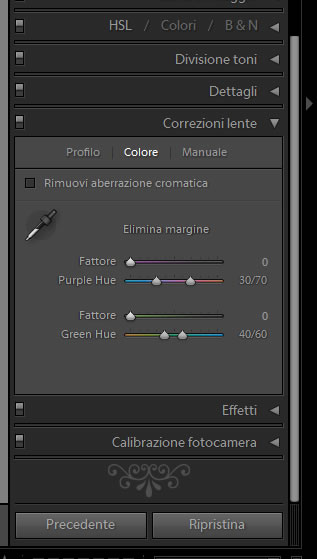 HSL / Colori / B & N
Divisione toni
Dettagli
Correzioni lente
Profilo | Colore | Manuale
Rimuovi aberrazione cromatica
Elimina margine
Fattore 0
Purple Hue 30/70
Fattore 0
Green Hue 40/60
Effetti
Calibrazione fotocamera
Precedente Ripristina